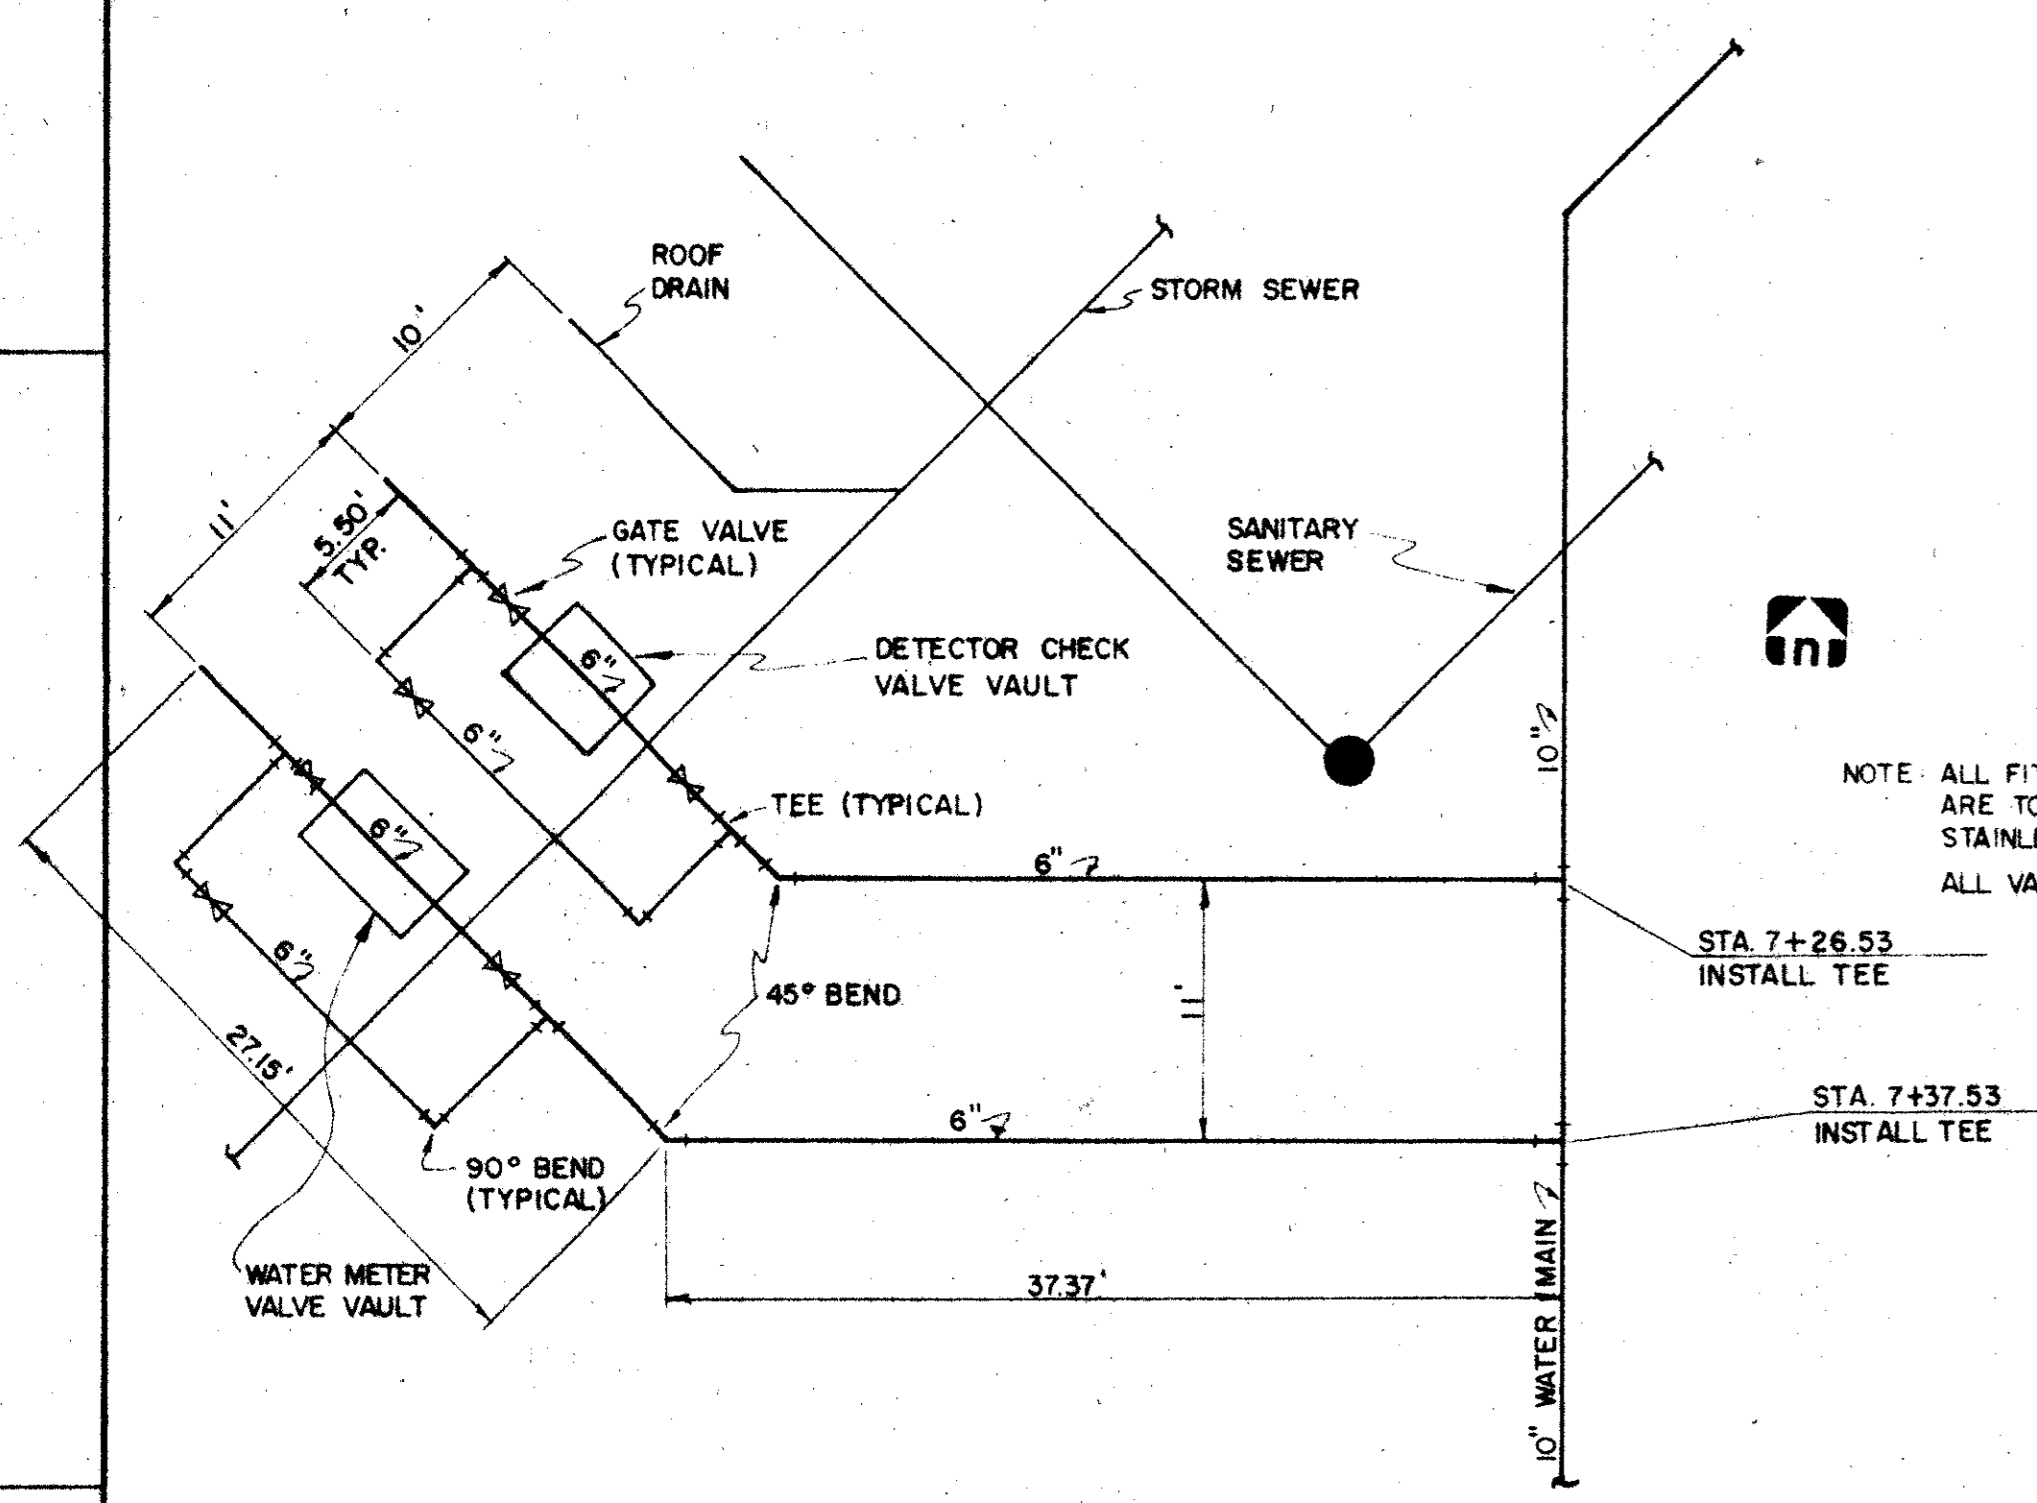 ROOF
DRAIN
STORM SEWER
10'
11'
5.50'
TYP.
GATE VALVE
(TYPICAL)
SANITARY
SEWER
n
DETECTOR CHECK
VALVE VAULT
6"
6"
10"
NOTE: ALL FIT
ARE TO
STAINL
ALL VA
TEE (TYPICAL)
6"
6"
6"
STA. 7+26.53
INSTALL TEE
45° BEND
11'
27.15'
STA. 7+37.53
INSTALL TEE
6"
90° BEND
(TYPICAL)
WATER METER
VALVE VAULT
37.37'
10" WATER MAIN